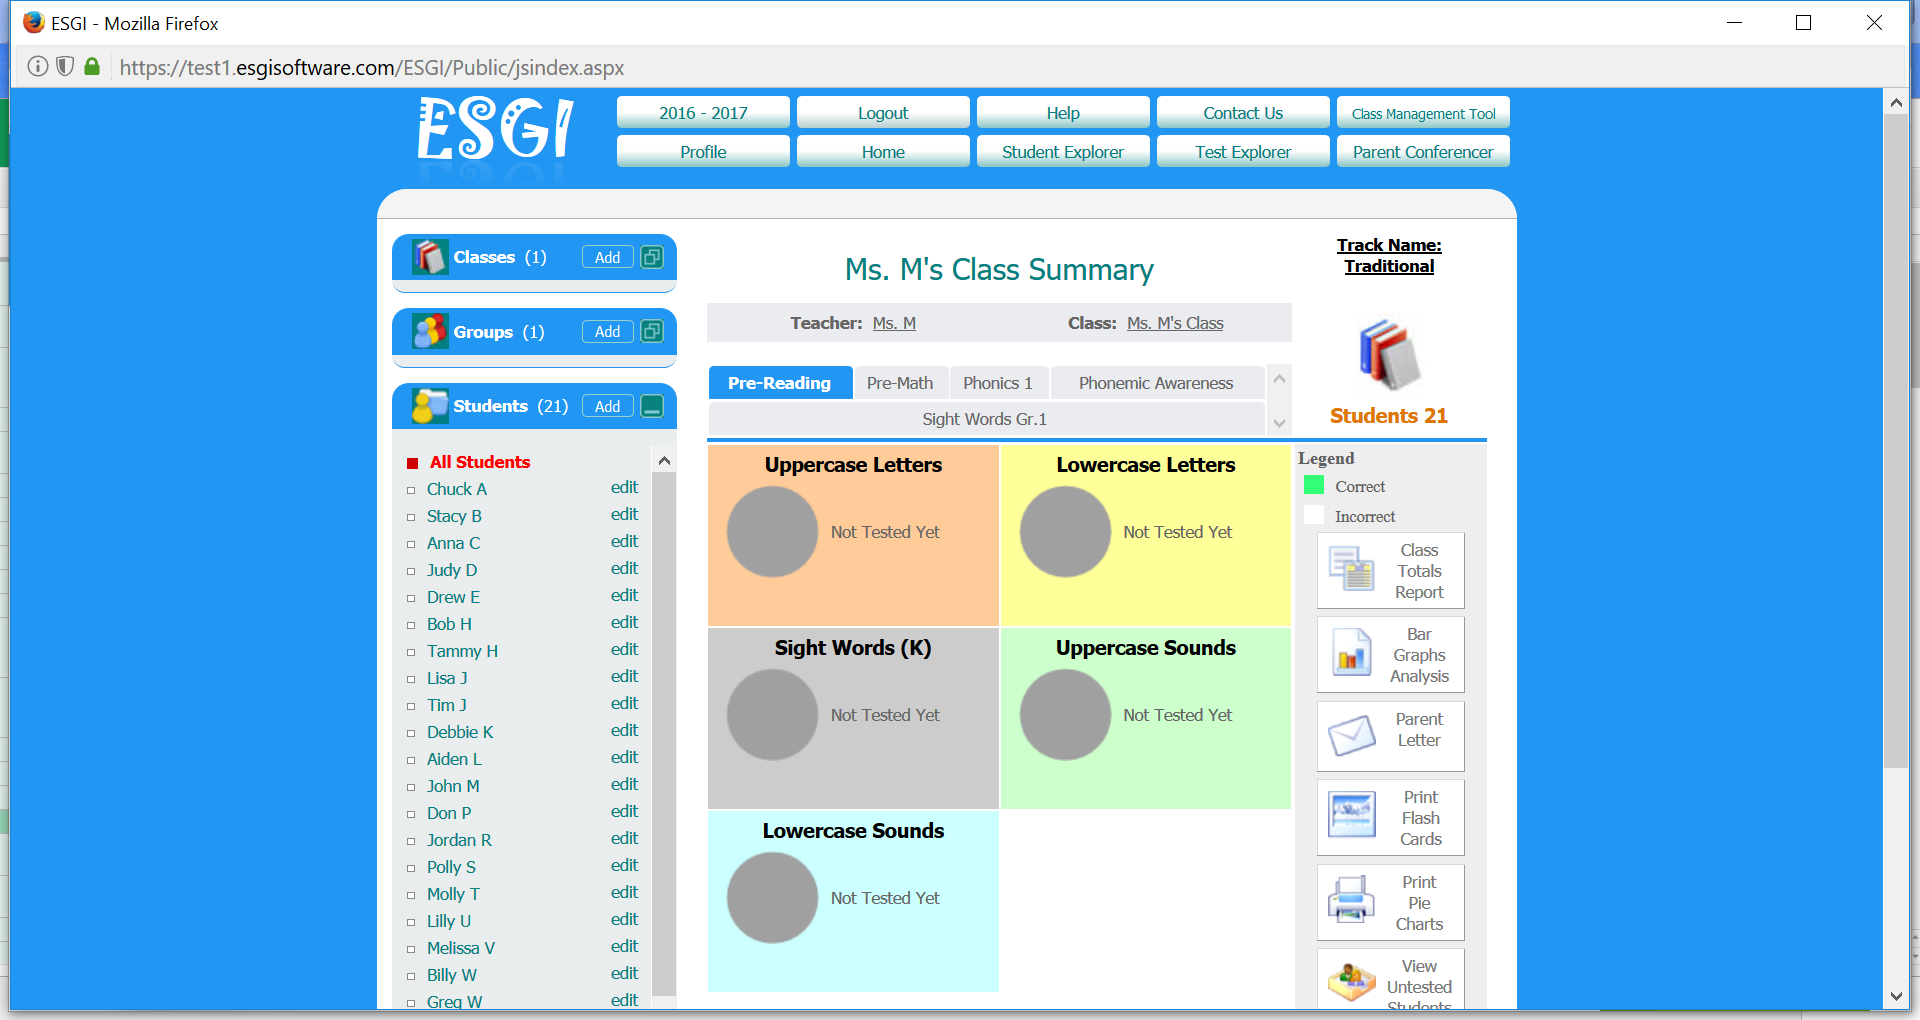 ESGI - Mozilla Firefox
https://test1.esgisoftware.com/ESGI/Public/jsindex.aspx
ESGI
2016 - 2017
Logout
Help
Contact Us
Class Management Tool
Profile
Home
Student Explorer
Test Explorer
Parent Conferencer
Classes (1)
Add
Groups (1)
Add
Students (21)
Add
All Students
Chuck A edit
Stacy B edit
Anna C edit
Judy D edit
Drew E edit
Bob H edit
Tammy H edit
Lisa J edit
Tim J edit
Debbie K edit
Aiden L edit
John M edit
Don P edit
Jordan R edit
Polly S edit
Molly T edit
Lilly U edit
Melissa V edit
Billy W edit
Greg W edit
Ms. M's Class Summary
Teacher: Ms. M
Class: Ms. M's Class
Pre-Reading
Pre-Math
Phonics 1
Phonemic Awareness
Sight Words Gr.1
Uppercase Letters
Not Tested Yet
Lowercase Letters
Not Tested Yet
Sight Words (K)
Not Tested Yet
Uppercase Sounds
Not Tested Yet
Lowercase Sounds
Not Tested Yet
Track Name:
Traditional
Students 21
Legend
Correct
Incorrect
Class
Totals
Report
Bar
Graphs
Analysis
Parent
Letter
Print
Flash
Cards
Print
Pie
Charts
View
Untested
Students